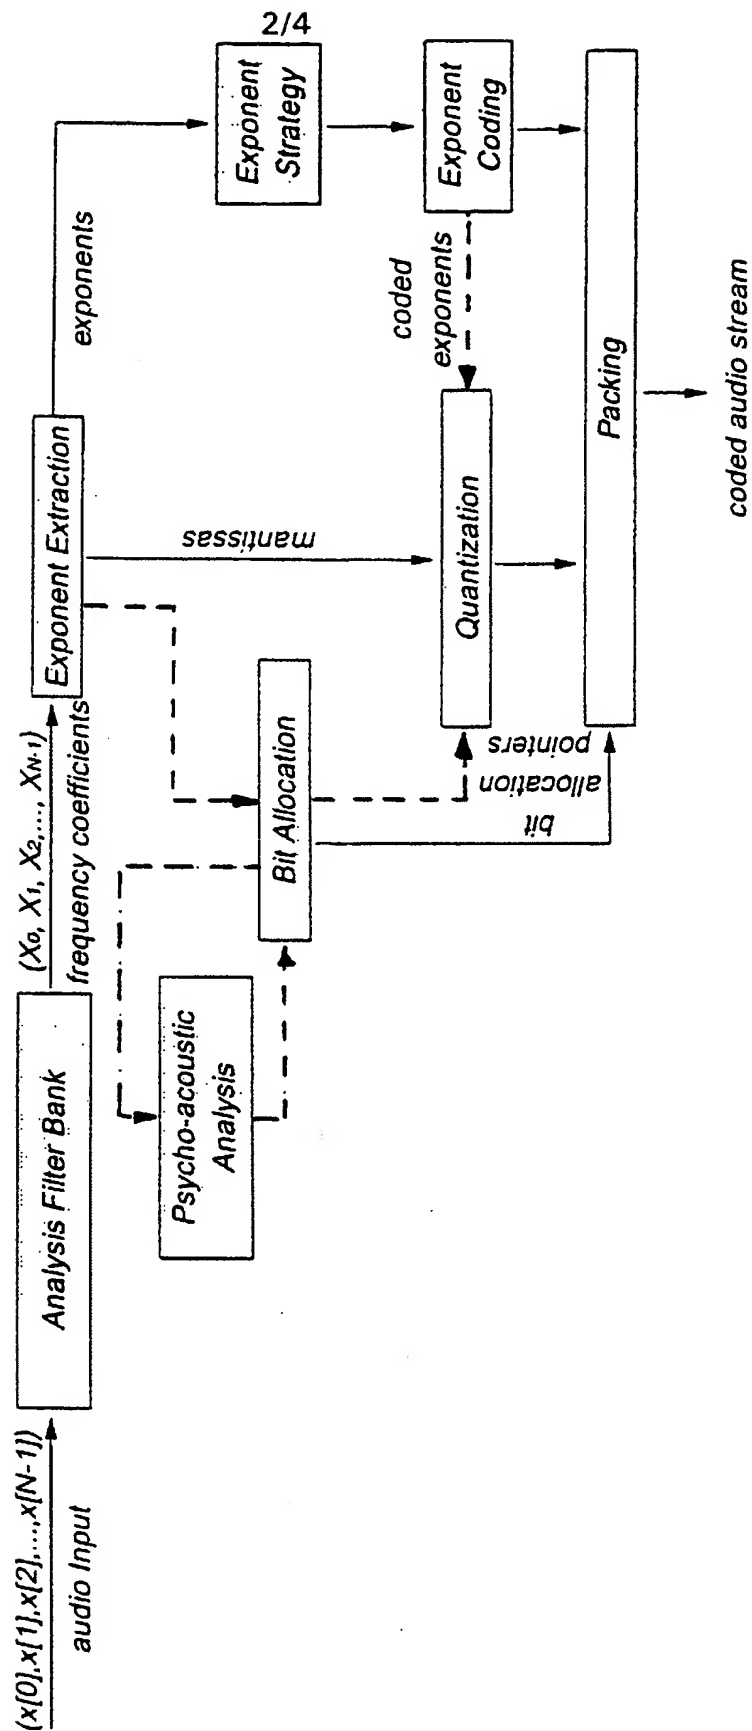 2/4
(x[0],x[1],x[2],...,x[N-1])
audio Input
Analysis Filter Bank
(X0, X1, X2,..., XN-1)
frequency coefficients
Exponent Extraction
exponents
Exponent
Strategy
Exponent
Coding
coded
exponents
mantissas
Psycho-acoustic
Analysis
Bit Allocation
bit
allocation
pointers
Quantization
Packing
coded audio stream